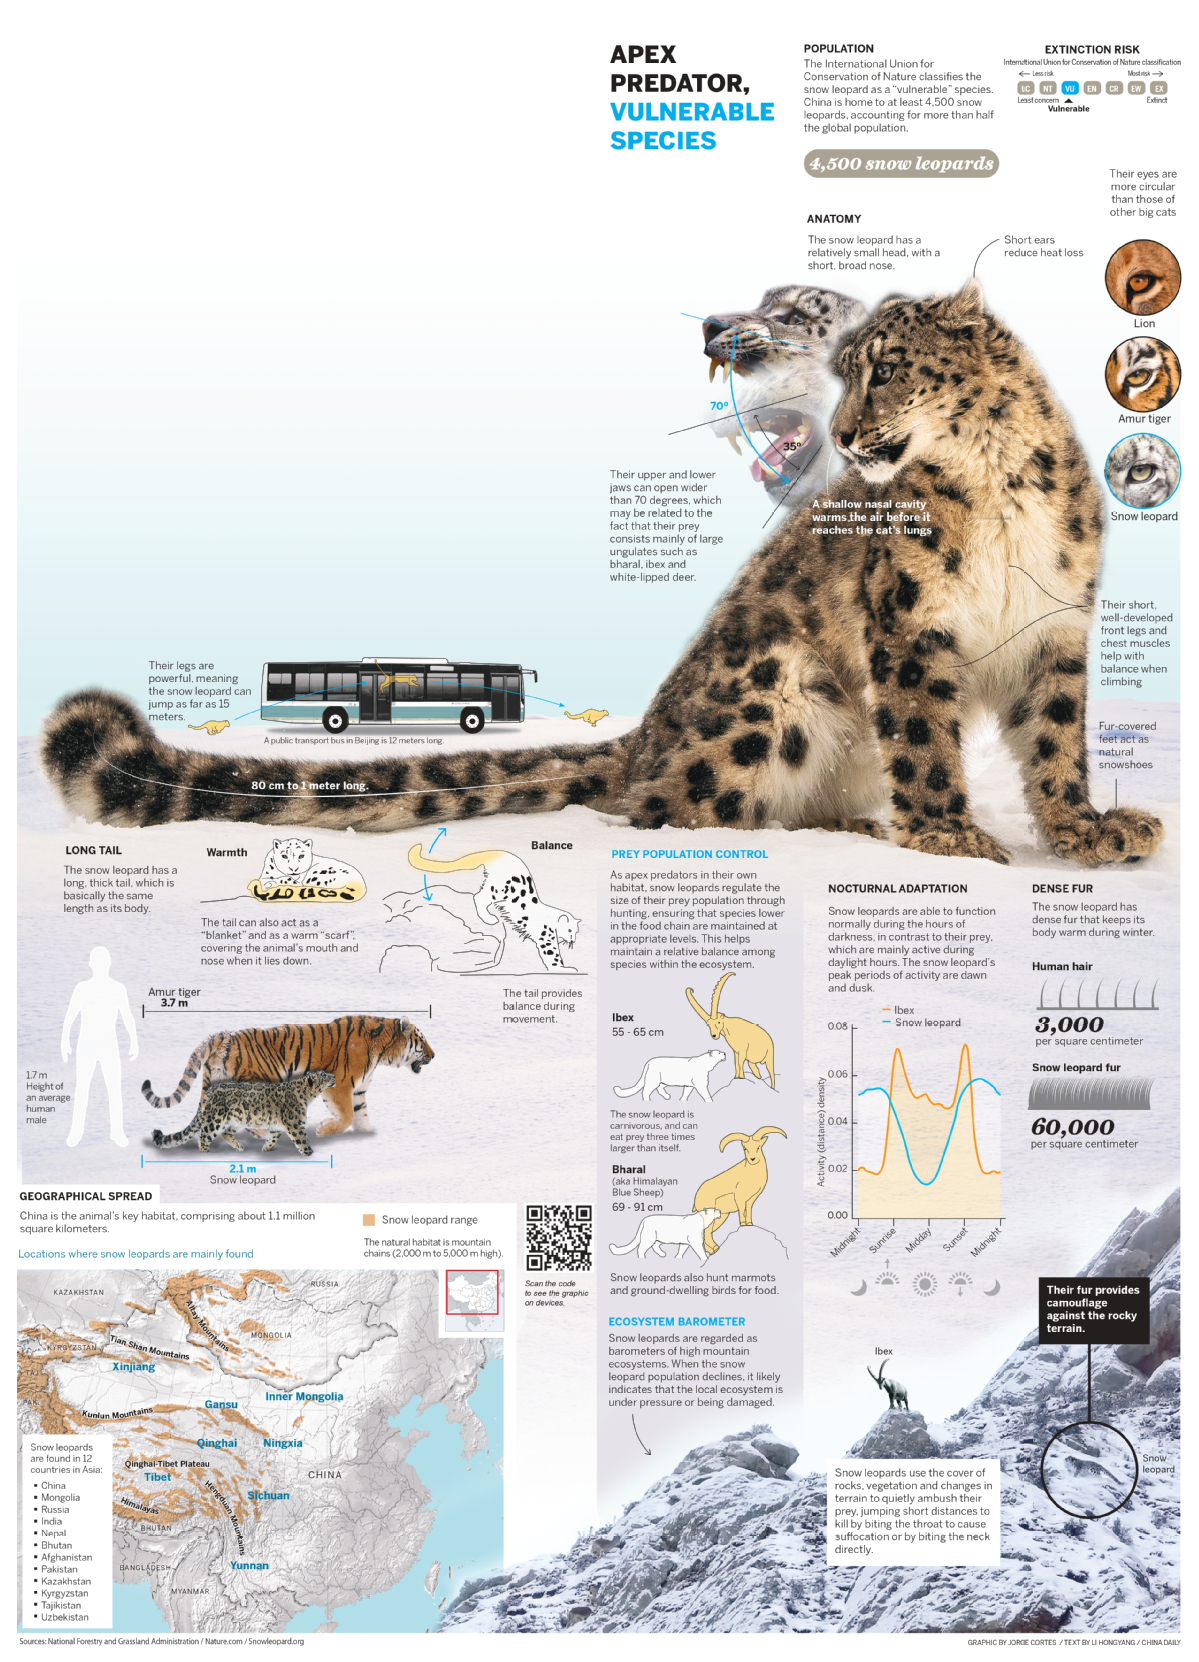 APEX
PREDATOR,
VULNERABLE
SPECIES
POPULATION
The International Union for
Conservation of Nature classifies the
snow leopard as a “vulnerable” species.
China is home to at least 4,500 snow
leopards, accounting for more than half
the global population.
4,500 snow leopards
EXTINCTION RISK
International Union for Conservation of Nature classification
Less risk
Most risk
LC NT VU EN CR EW EX
Least concern
Extinct
Vulnerable
Their eyes are
more circular
than those of
other big cats
Lion
Amur tiger
Snow leopard
ANATOMY
The snow leopard has a
relatively small head, with a
short, broad nose.
Short ears
reduce heat loss
70°
35°
Their upper and lower
jaws can open wider
than 70 degrees, which
may be related to the
fact that their prey
consists mainly of large
ungulates such as
bharal, ibex and
white-lipped deer.
A shallow nasal cavity
warms the air before it
reaches the cat's lungs
Their short,
well-developed
front legs and
chest muscles
help with
balance when
climbing
Fur-covered
feet act as
natural
snowshoes
Their legs are
powerful, meaning
the snow leopard can
jump as far as 15
meters.
A public transport bus in Beijing is 12 meters long.
80 cm to 1 meter long.
LONG TAIL
The snow leopard has a
long, thick tail, which is
basically the same
length as its body.
Warmth
The tail can also act as a
“blanket” and as a warm “scarf”,
covering the animal's mouth and
nose when it lies down.
Balance
The tail provides
balance during
movement.
Amur tiger
3.7 m
1.7 m
Height of
an average
human
male
2.1 m
Snow leopard
PREY POPULATION CONTROL
As apex predators in their own
habitat, snow leopards regulate the
size of their prey population through
hunting, ensuring that species lower
in the food chain are maintained at
appropriate levels. This helps
maintain a relative balance among
species within the ecosystem.
Ibex
55 - 65 cm
The snow leopard is
carnivorous, and can
eat prey three times
larger than itself.
Bharal
(aka Himalayan
Blue Sheep)
69 - 91 cm
Snow leopards also hunt marmots
and ground-dwelling birds for food.
ECOSYSTEM BAROMETER
Snow leopards are regarded as
barometers of high mountain
ecosystems. When the snow
leopard population declines, it likely
indicates that the local ecosystem is
under pressure or being damaged.
NOCTURNAL ADAPTATION
Snow leopards are able to function
normally during the hours of
darkness, in contrast to their prey,
which are mainly active during
daylight hours. The snow leopard's
peak periods of activity are dawn
and dusk.
Ibex
Snow leopard
Activity (distance) density
0.08
0.06
0.04
0.02
0.00
Midnight
Sunrise
Midday
Sunset
Midnight
DENSE FUR
The snow leopard has
dense fur that keeps its
body warm during winter.
Human hair
3,000
per square centimeter
Snow leopard fur
60,000
per square centimeter
GEOGRAPHICAL SPREAD
China is the animal's key habitat, comprising about 1.1 million
square kilometers.
Locations where snow leopards are mainly found
Snow leopard range
The natural habitat is mountain
chains (2,000 m to 5,000 m high).
Scan the code
to see the graphic
on devices.
KAZAKHSTAN
RUSSIA
MONGOLIA
Altay Mountains
KYRGYZSTAN
Tian Shan Mountains
Xinjiang
TAJ.
PAK.
Inner Mongolia
Gansu
Kunlun Mountains
Qinghai
Ningxia
Qinghai-Tibet Plateau
Tibet
CHINA
Himalayas
Hengduan Mountains
Sichuan
BHUTAN
BANGLADESH
Yunnan
MYANMAR
Snow leopards
are found in 12
countries in Asia:
▪ China
▪ Mongolia
▪ Russia
▪ India
▪ Nepal
▪ Bhutan
▪ Afghanistan
▪ Pakistan
▪ Kazakhstan
▪ Kyrgyzstan
▪ Tajikistan
▪ Uzbekistan
Their fur provides
camouflage
against the rocky
terrain.
Ibex
Snow
leopard
Snow leopards use the cover of
rocks, vegetation and changes in
terrain to quietly ambush their
prey, jumping short distances to
kill by biting the throat to cause
suffocation or by biting the neck
directly.
Sources: National Forestry and Grassland Administration / Nature.com / Snowleopard.org
GRAPHIC BY JORGE CORTES / TEXT BY LI HONGYANG / CHINA DAILY